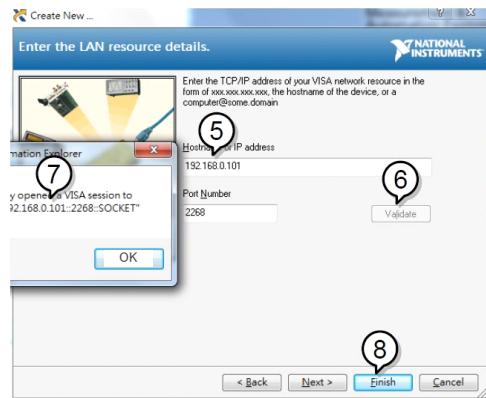 Create New ...
Enter the LAN resource details.
NATIONAL
INSTRUMENTS
Enter the TCP/IP address of your VISA network resource in the
form of xxx.xxx.xxx.xxx, the hostname of the device, or a
computer@some.domain
5
Hostname or IP address
192.168.0.101
6
Port Number
2268
Validate
mation Explorer
7
y opened a VISA session to
92.168.0.101::2268::SOCKET"
OK
8
< Back
Next >
Finish
Cancel